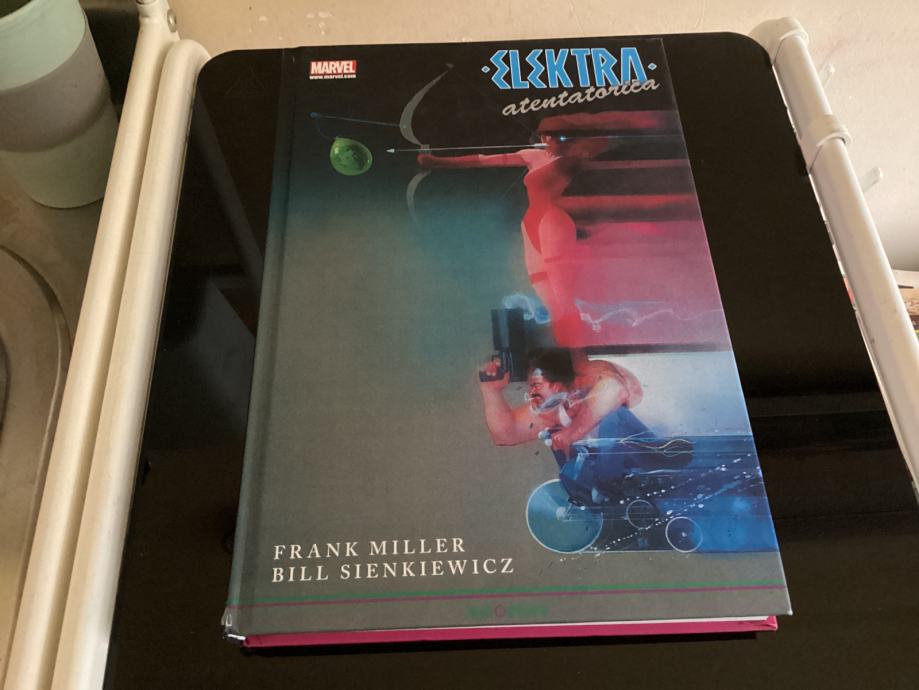 MARVEL
www.marvel.com
ELEKTRA
atentatorica
FRANK MILLER
BILL SIENKIEWICZ